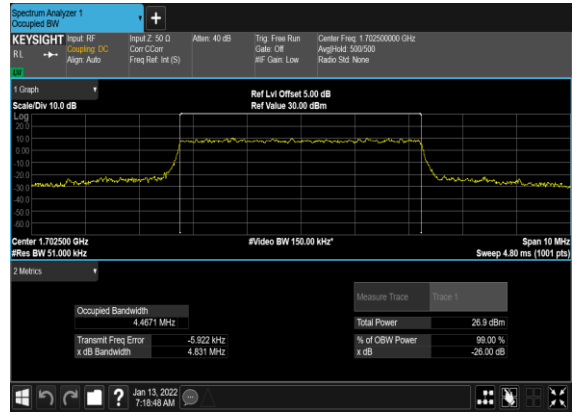 Spectrum Analyzer 1
Occupied BW
KEYSIGHT Input: RF Input Z: 50 Ω Atten: 40 dB Trig: Free Run Center Freq: 1.702500000 GHz
RL Coupling: DC Corr CCorr Gate: Off Avg|Hold: 500/500
Align: Auto Freq Ref: Int (S) #IF Gain: Low Radio Std: None
1 Graph
Scale/Div 10.0 dB
Ref Lvl Offset 5.00 dB
Ref Value 30.00 dBm
Log
20.0
10.0
0.00
-10.0
-20.0
-30.0
-40.0
-50.0
-60.0
Center 1.702500 GHz #Video BW 150.00 kHz* Span 10 MHz
#Res BW 51.000 kHz Sweep 4.80 ms (1001 pts)
2 Metrics
Measure Trace Trace 1
Occupied Bandwidth
4.4671 MHz Total Power 26.9 dBm
Transmit Freq Error -5.922 kHz % of OBW Power 99.00 %
x dB Bandwidth 4.831 MHz x dB -26.00 dB
?
Jan 13, 2022
7:18:48 AM